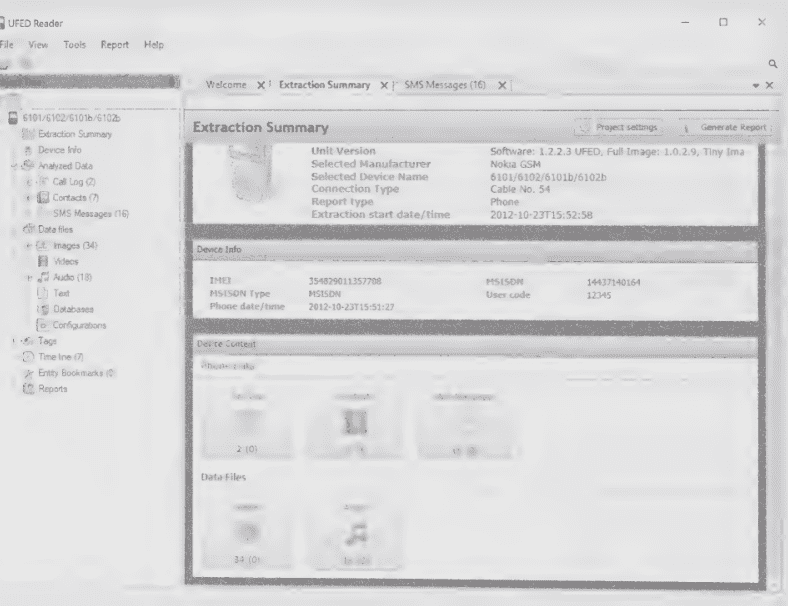 UFED Reader
File View Tools Report Help
Welcome X Extraction Summary X SMS Messages (16) X
6101/6102/6101b/6102b
Extraction Summary
Device Info
Analyzed Data
Call Log (2)
Contacts (7)
SMS Messages (16)
Data files
Images (34)
Videos
Audio (18)
Text
Databases
Configurations
Tags
Time line (7)
Entity Bookmarks (0)
Reports
Extraction Summary Project settings Generate Report
Unit Version Software: 1.2.2.3 UFED, Full Image: 1.0.2.9, Tiny Ima
Selected Manufacturer Nokia GSM
Selected Device Name 6101/6102/6101b/6102b
Connection Type Cable No. 54
Report type Phone
Extraction start date/time 2012-10-23T15:52:58
Device Info
IMEI 354829011357708 MSISDN 14437140164
MSISDN Type MSISDN User code 12345
Phone date/time 2012-10-23T15:51:27
Device Content
2 (0)
Data Files
34 (0)